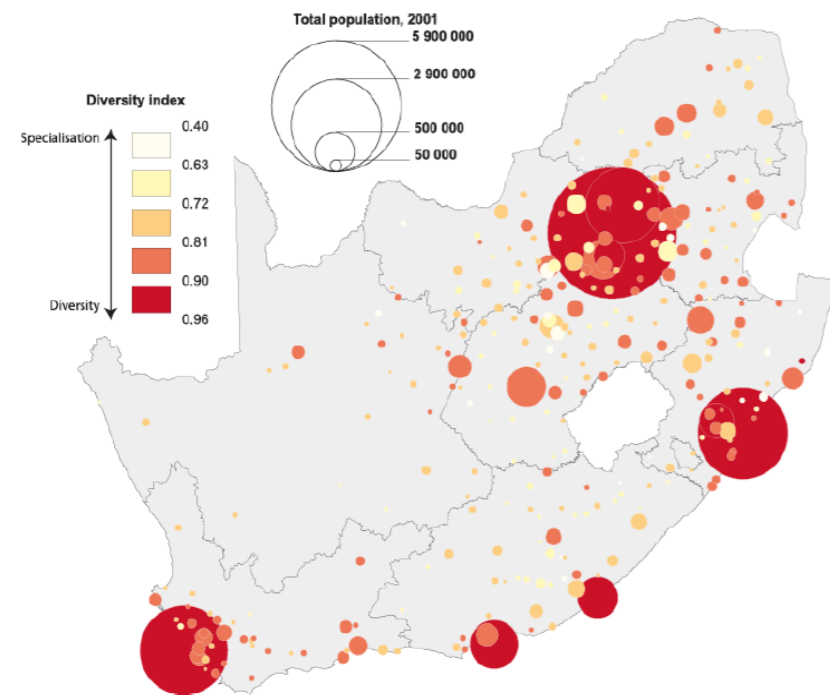 Total population, 2001
5 900 000
2 900 000
500 000
50 000
Diversity index
Specialisation
0.40
0.63
0.72
0.81
0.90
Diversity
0.96